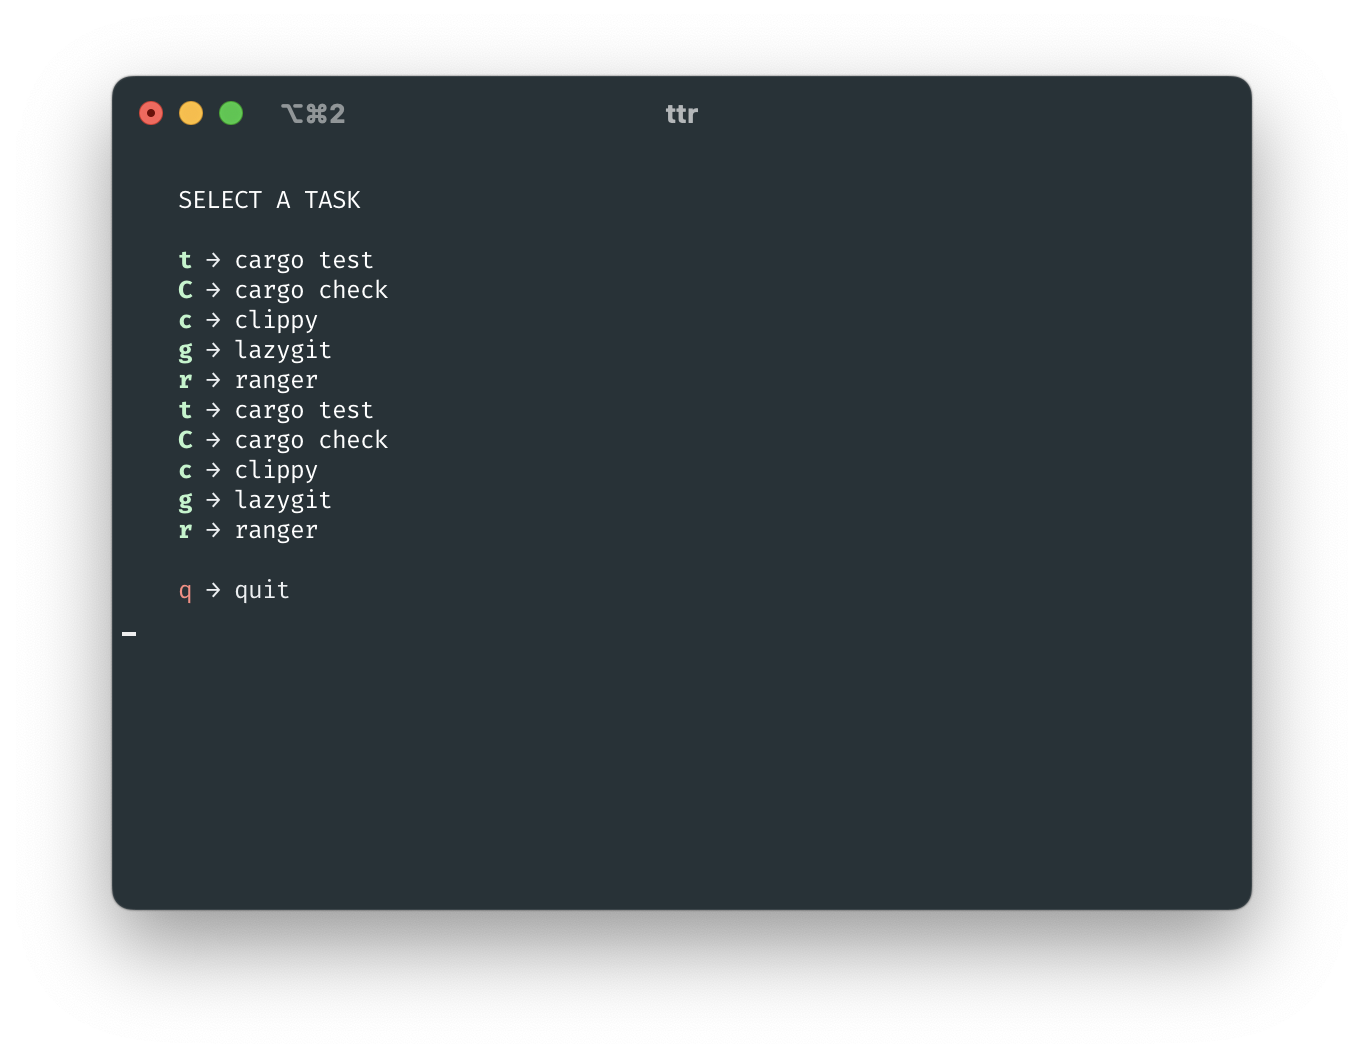 ⌥⌘2 ttr
SELECT A TASK
t → cargo test
C → cargo check
c → clippy
g → lazygit
r → ranger
t → cargo test
C → cargo check
c → clippy
g → lazygit
r → ranger
q → quit